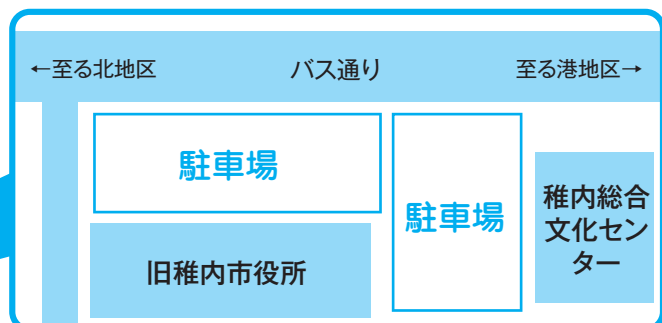 ←至る北地区
バス通り
至る港地区→
駐車場
駐車場
旧稚内市役所
稚内総合
文化セン
ター